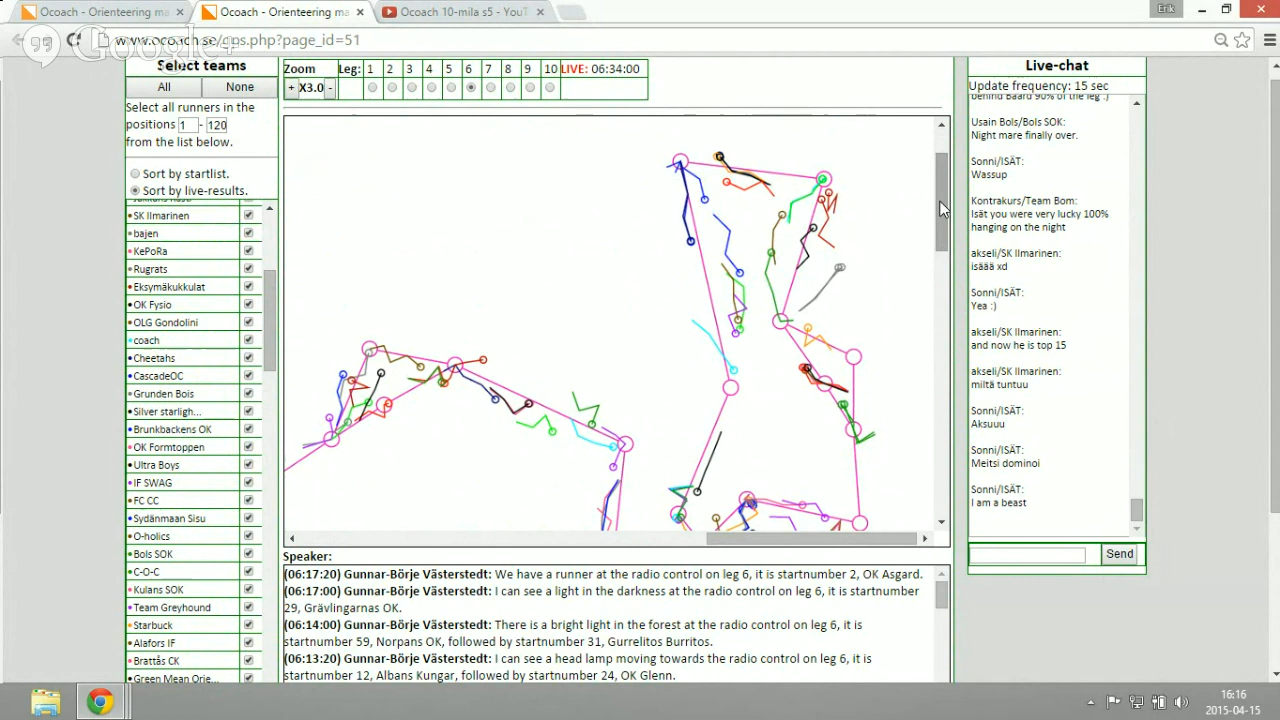 Ocoach - Orienteering ma
Ocoach - Orienteering ma
Ocoach 10-mila s5 - YouT
Erik
Google+
www.ocoach.se/gps.php?page_id=51
Select teams
All
None
Select all runners in the
positions 1 - 120
from the list below.
Sort by startlist.
Sort by live-results.
SK Ilmarinen
bajen
KePoRa
Rugrats
Eksymäkukkulat
OK Fysio
OLG Gondolini
coach
Cheetahs
CascadeOC
Grunden Bois
Silver starligh...
Brunkbackens OK
OK Formtoppen
Ultra Boys
IF SWAG
FC CC
Sydänmaan Sisu
O-holics
Bols SOK
C-O-C
Kulans SOK
Team Greyhound
Starbuck
Alafors IF
Brattås CK
Green Mean Orie...
Zoom Leg: 1 2 3 4 5 6 7 8 9 10 LIVE: 06:34:00
+ X3.0 -
Speaker:
(06:17:20) Gunnar-Börje Västerstedt: We have a runner at the radio control on leg 6, it is startnumber 2, OK Asgard.
(06:17:00) Gunnar-Börje Västerstedt: I can see a light in the darkness at the radio control on leg 6, it is startnumber
29, Grävlingarnas OK.
(06:14:00) Gunnar-Börje Västerstedt: There is a bright light in the forest at the radio control on leg 6, it is
startnumber 59, Norpans OK, followed by startnumber 31, Gurrelitos Burritos.
(06:13:20) Gunnar-Börje Västerstedt: I can see a head lamp moving towards the radio control on leg 6, it is
startnumber 12, Albans Kungar, followed by startnumber 24, OK Glenn.
Live-chat
Update frequency: 15 sec
behind Baard 90% of the leg :)
Usain Bols/Bols SOK:
Night mare finally over.
Sonni/ISÄT:
Wassup
Kontrakurs/Team Bom:
Isät you were very lucky 100%
hanging on the night
akseli/SK Ilmarinen:
isäää xd
Sonni/ISÄT:
Yea :)
akseli/SK Ilmarinen:
and now he is top 15
akseli/SK Ilmarinen:
miltä tuntuu
Sonni/ISÄT:
Aksuuu
Sonni/ISÄT:
Meitsi dominoi
Sonni/ISÄT:
I am a beast
Send
16:16
2015-04-15